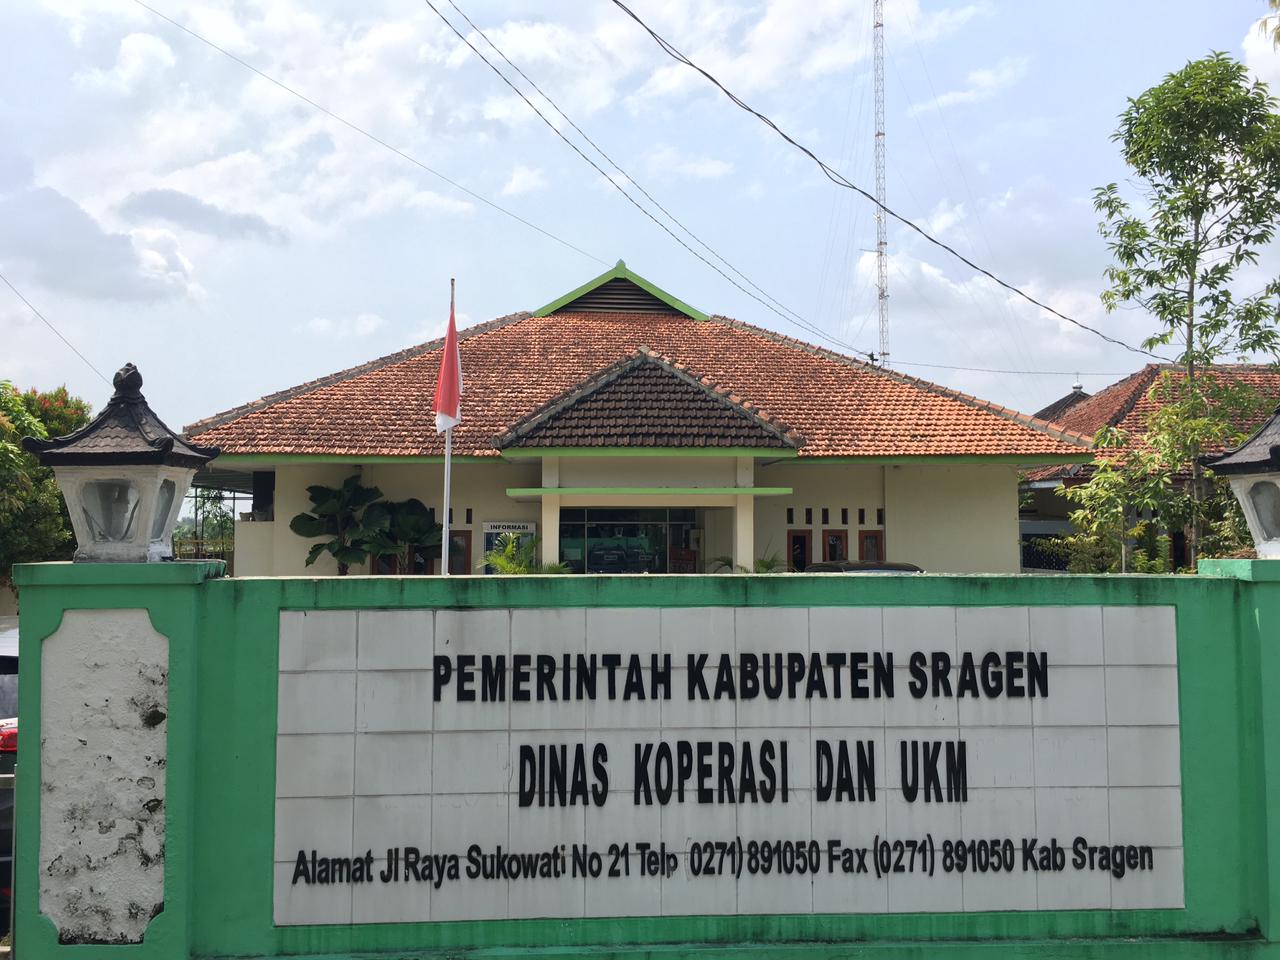 INFORMASI
PEMERINTAH KABUPATEN SRAGEN
DINAS KOPERASI DAN UKM
Alamat Jl Raya Sukowati No 21 Telp (0271) 891050 Fax (0271) 891050 Kab Sragen